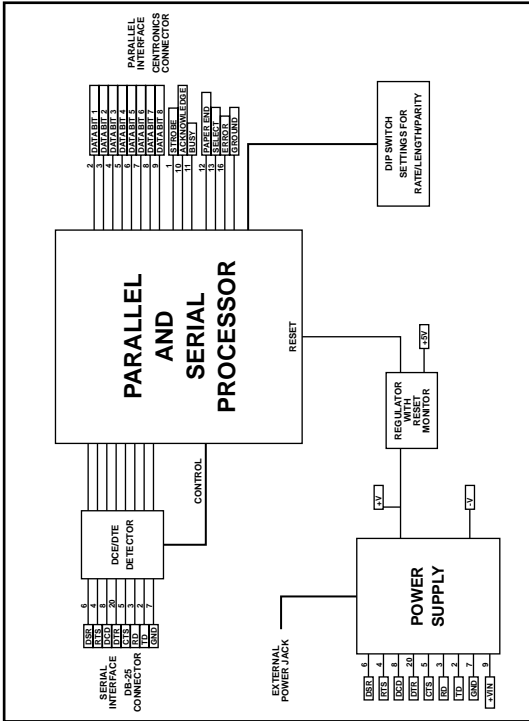 SERIAL
INTERFACE
DB-25
CONNECTOR
DSR 6
RTS 4
DCD 8
DTR 20
CTS 5
RD 3
TD 2
GND 7
DCE/DTE
DETECTOR
CONTROL
PARALLEL
AND
SERIAL
PROCESSOR
RESET
PARALLEL
INTERFACE
CENTRONICS
CONNECTOR
2 DATA BIT 1
3 DATA BIT 2
4 DATA BIT 3
5 DATA BIT 4
6 DATA BIT 5
7 DATA BIT 6
8 DATA BIT 7
9 DATA BIT 8
1 STROBE
10 ACKNOWLEDGE
11 BUSY
12 PAPER END
13 SELECT
16 ERROR
GROUND
DIP SWITCH
SETTINGS FOR
RATE/LENGTH/PARITY
EXTERNAL
POWER JACK
DSR 6
RTS 4
DCD 8
DTR 20
CTS 5
RD 3
TD 2
GND 7
+VIN 9
POWER
SUPPLY
+V
-V
REGULATOR
WITH
RESET
MONITOR
+5V